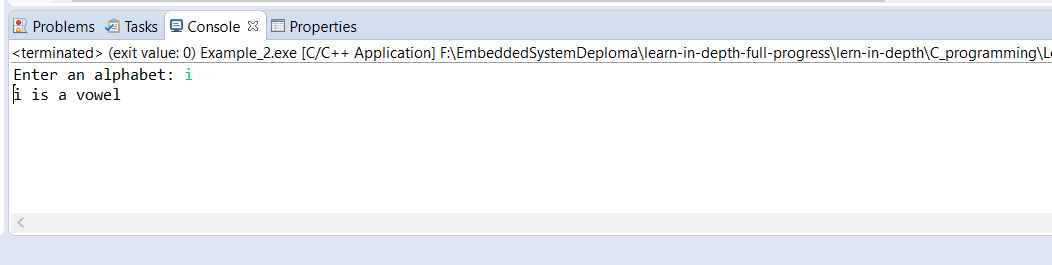 Problems Tasks Console Properties
<terminated> (exit value: 0) Example_2.exe [C/C++ Application] F:\EmbeddedSystemDeploma\learn-in-depth-full-progress\lern-in-depth\C_programming\L
Enter an alphabet: i
i is a vowel